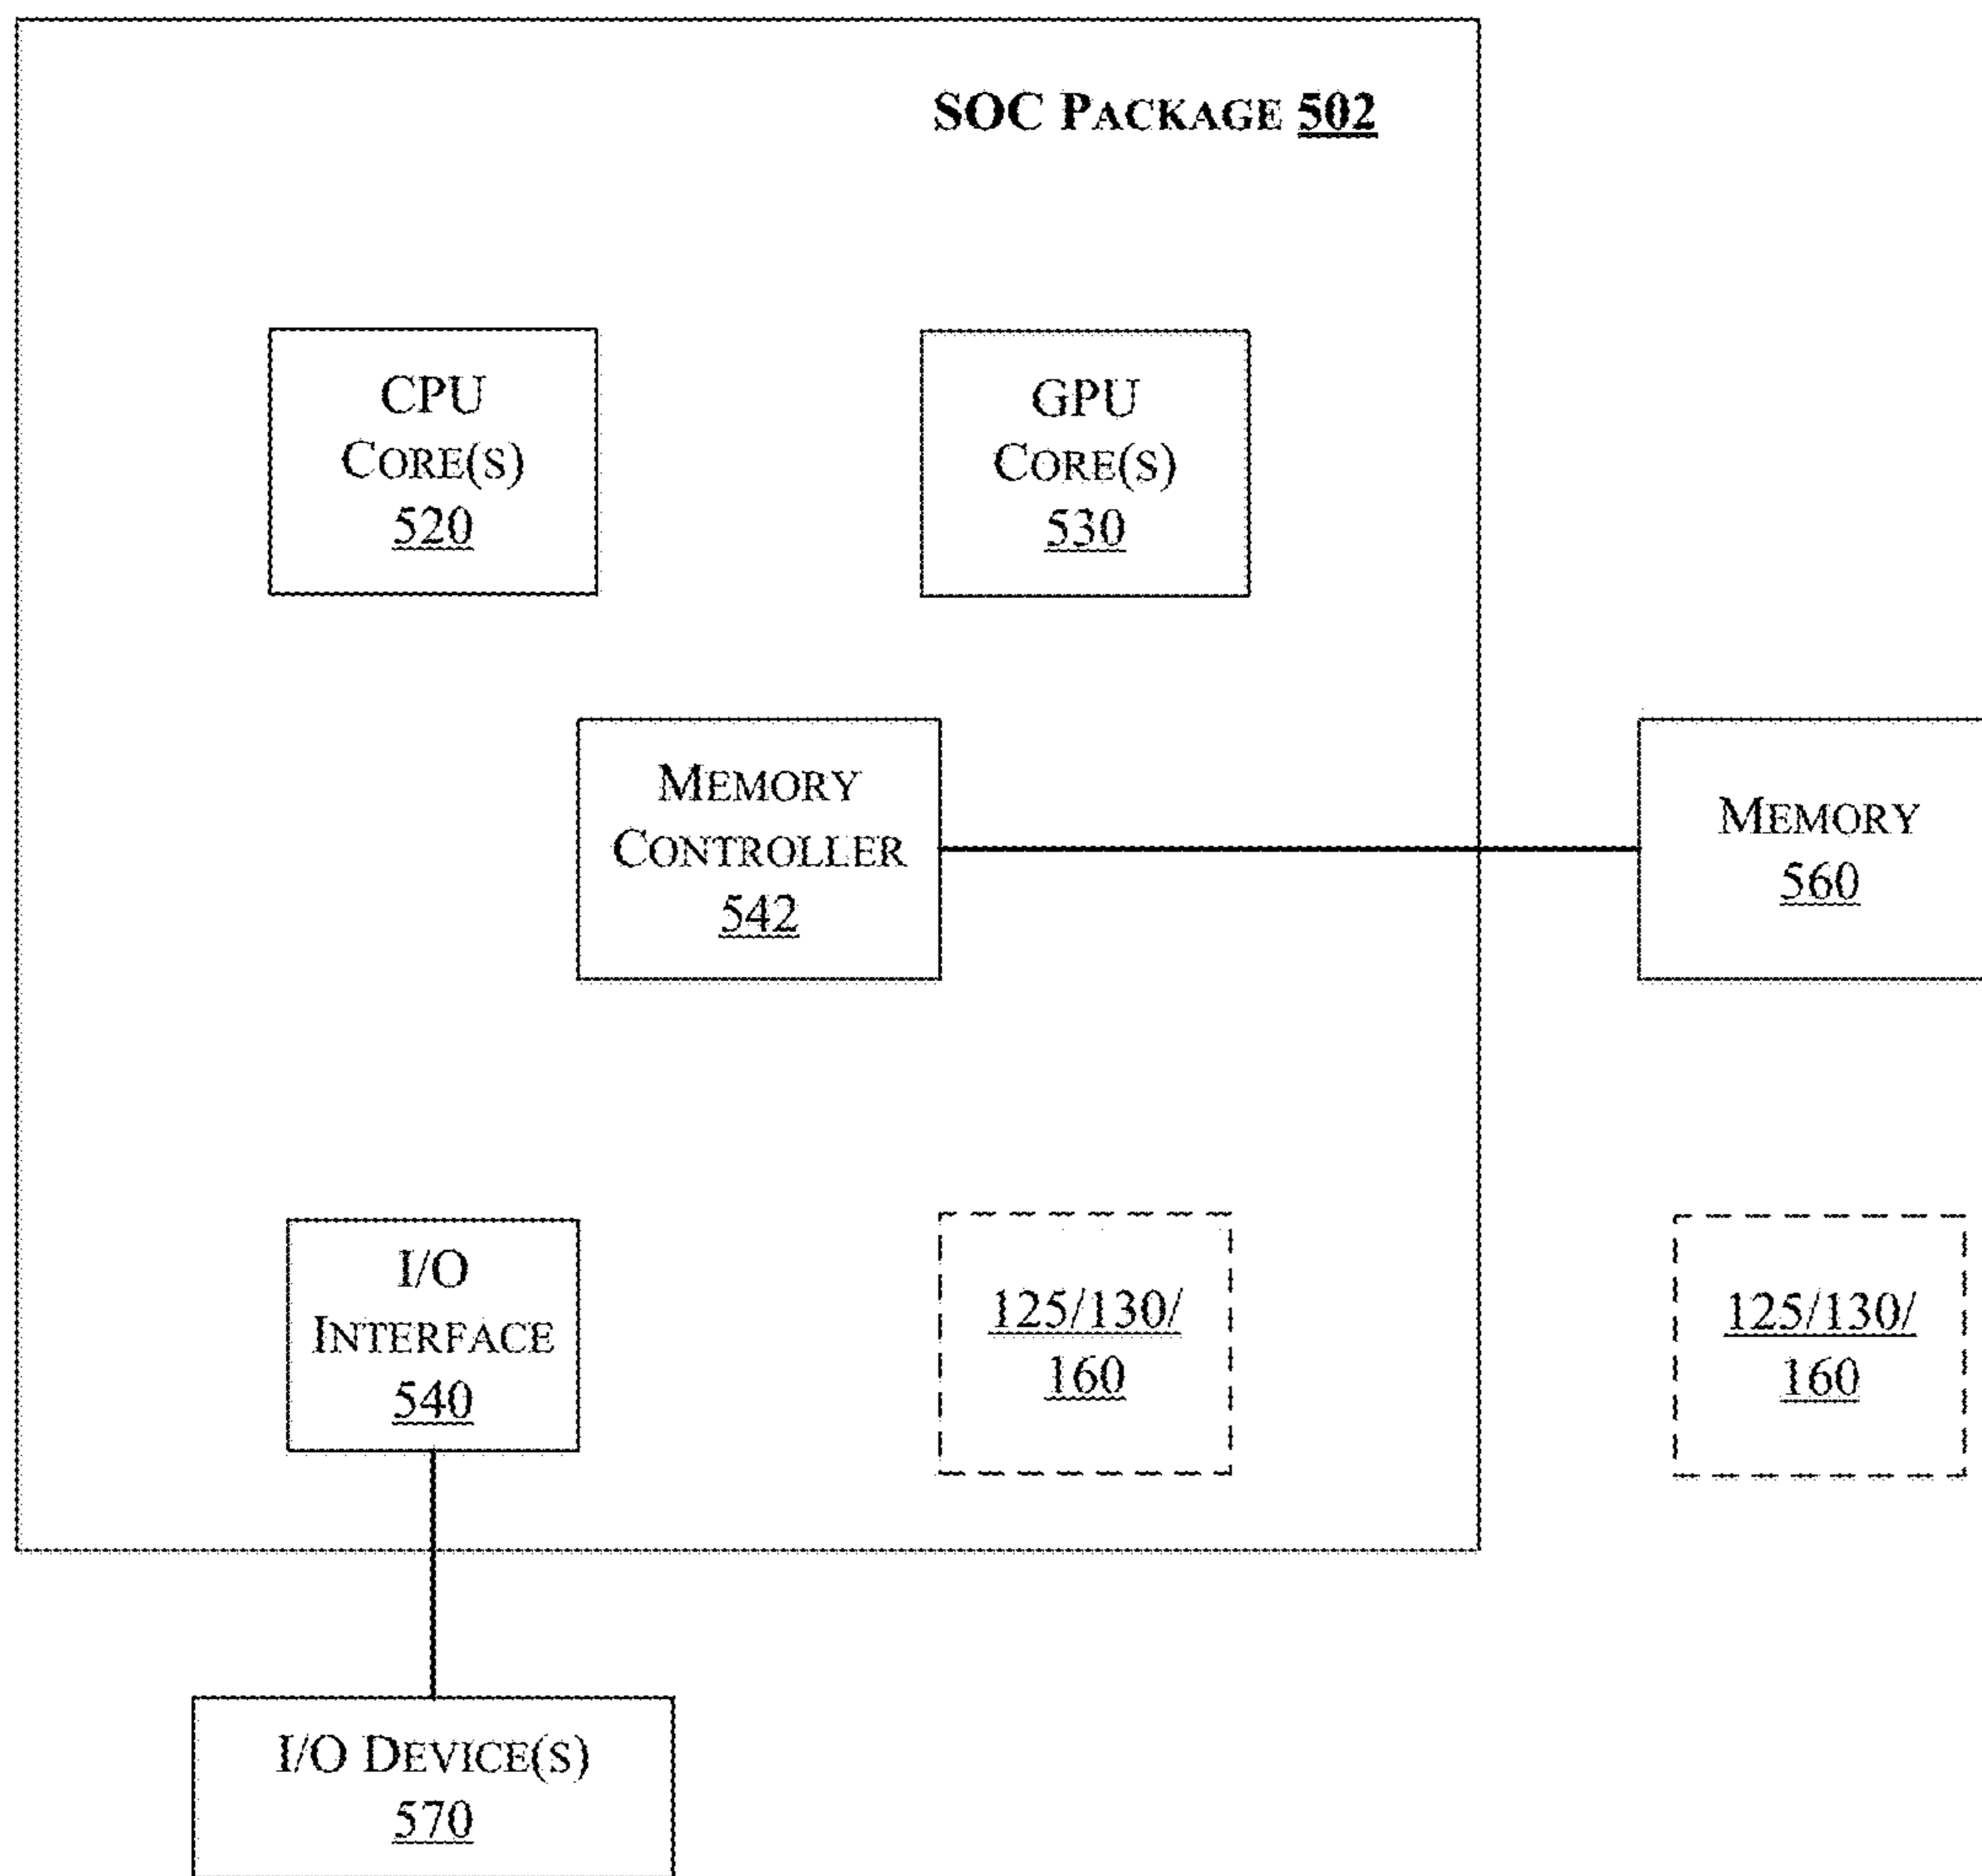 SOC PACKAGE 502
CPU
CORE(S)
520
GPU
CORE(S)
530
MEMORY
CONTROLLER
542
MEMORY
560
I/O
INTERFACE
540
125/130/
160
125/130/
160
I/O DEVICE(S)
570